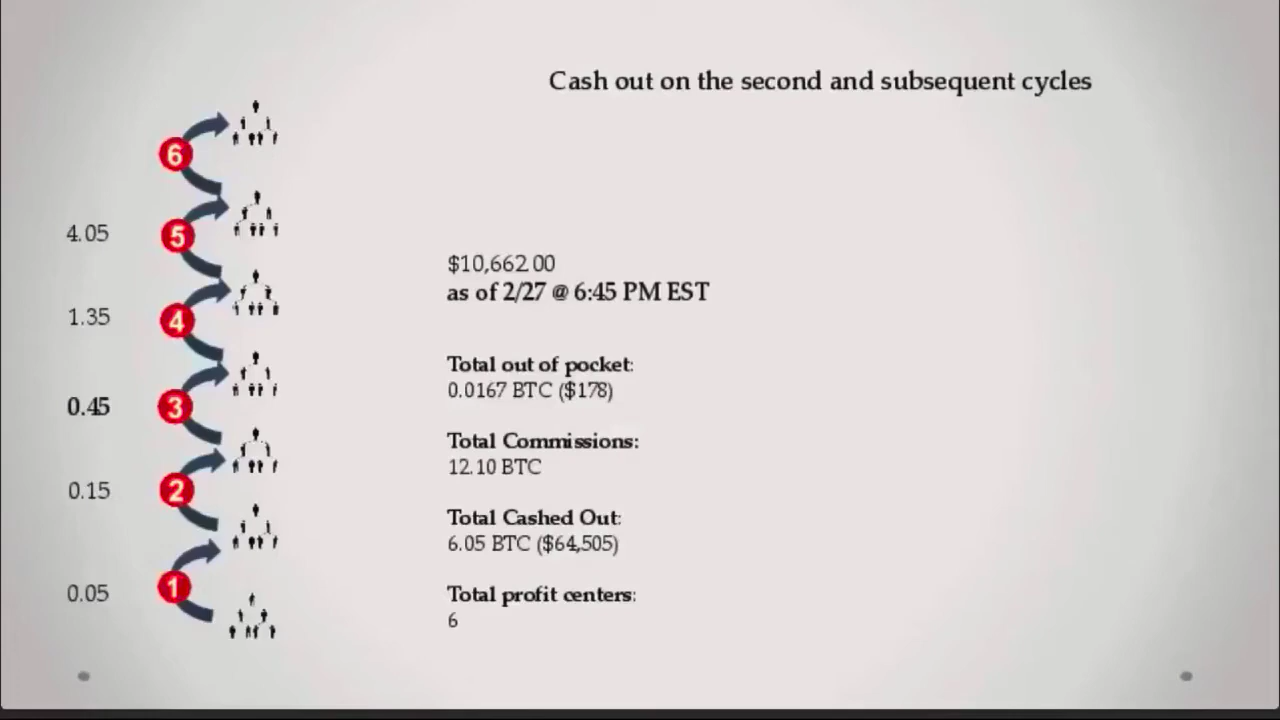 Cash out on the second and subsequent cycles
6
4.05
5
$10,662.00
as of 2/27 @ 6:45 PM EST
1.35
4
Total out of pocket:
0.0167 BTC ($178)
0.45
3
Total Commissions:
12.10 BTC
0.15
2
Total Cashed Out:
6.05 BTC ($64,505)
0.05
1
Total profit centers:
6